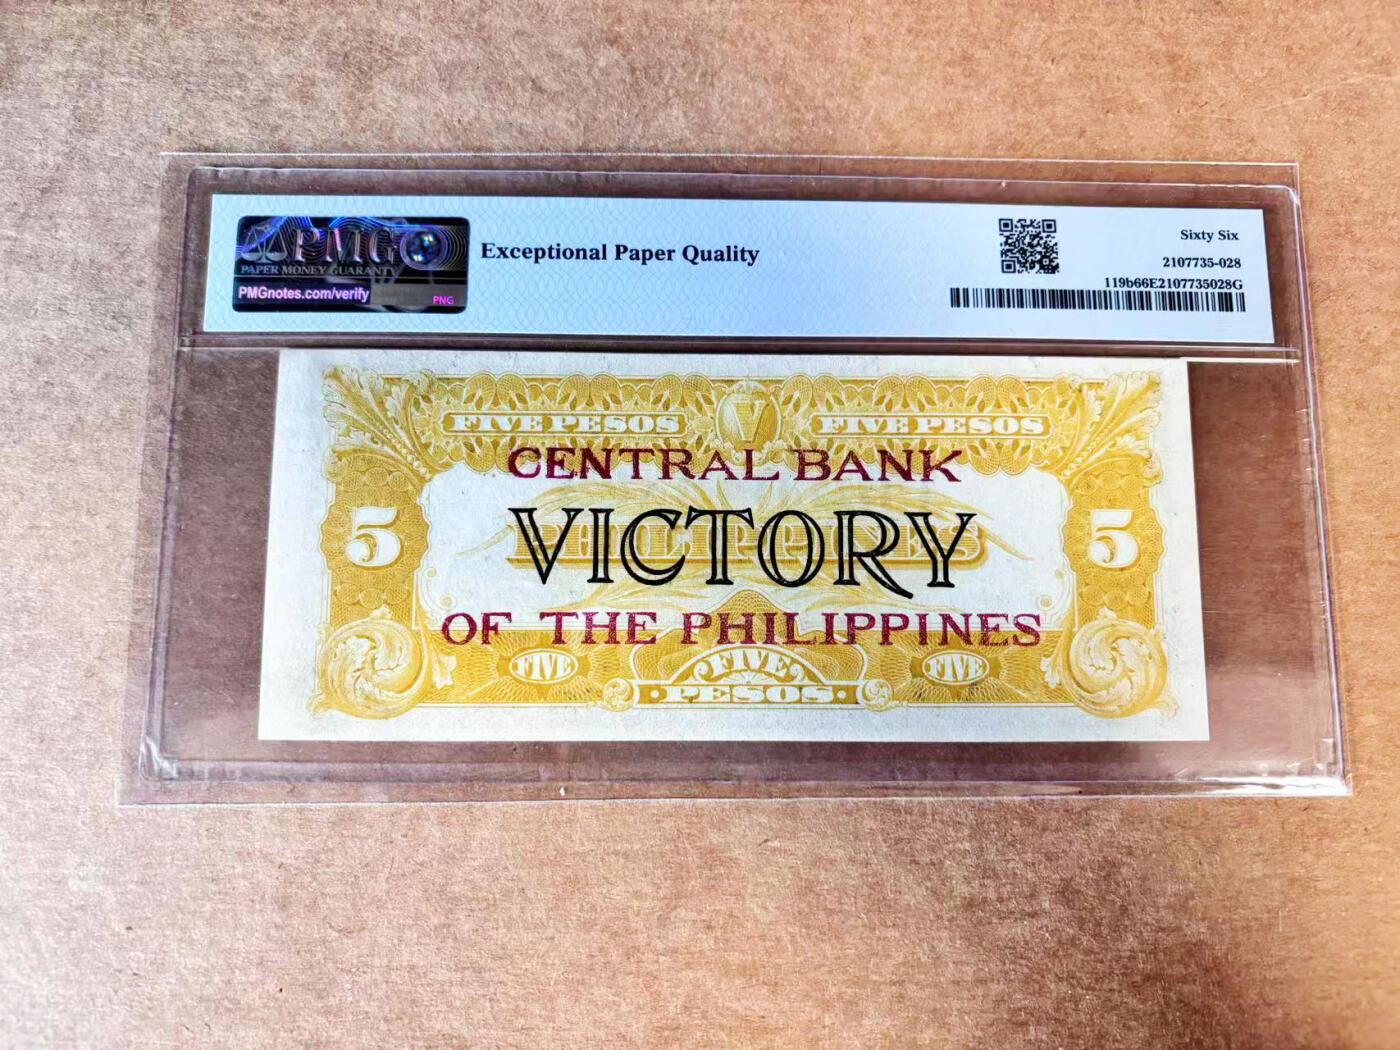 PMG
PAPER MONEY GUARANTY
PMGnotes.com/verify
PNG
Exceptional Paper Quality
Sixty Six
2107735-028
119b66E2107735028G
FIVE PESOS V FIVE PESOS
CENTRAL BANK
5 VICTORY 5
PHILIPPINES
OF THE PHILIPPINES
FIVE FIVE FIVE
PESOS